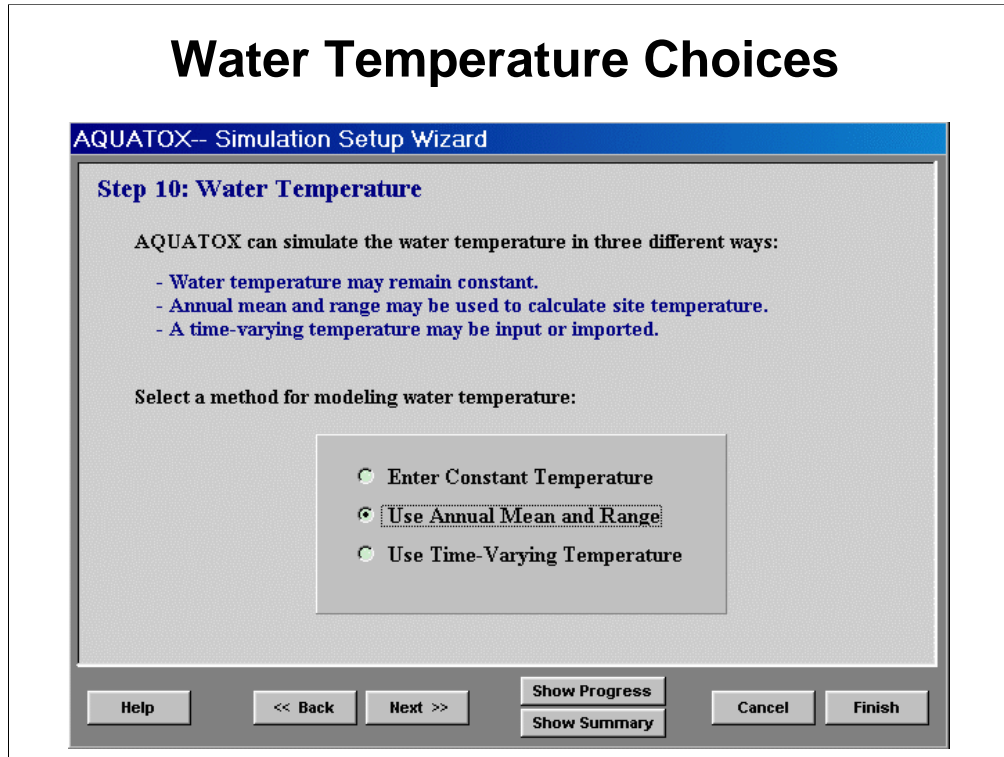 Water Temperature Choices
AQUATOX-- Simulation Setup Wizard
Step 10: Water Temperature
AQUATOX can simulate the water temperature in three different ways:
- Water temperature may remain constant.
- Annual mean and range may be used to calculate site temperature.
- A time-varying temperature may be input or imported.
Select a method for modeling water temperature:
Enter Constant Temperature
Use Annual Mean and Range
Use Time-Varying Temperature
Help
<< Back
Next >>
Show Progress
Show Summary
Cancel
Finish